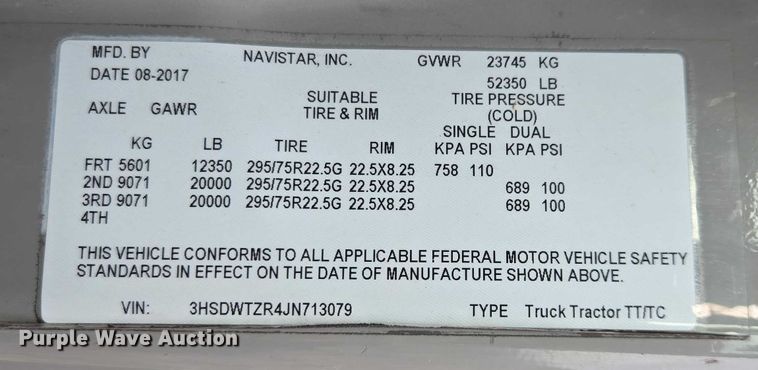 MFD. BY NAVISTAR, INC. GVWR 23745 KG
DATE 08-2017 52350 LB
AXLE GAWR SUITABLE TIRE & RIM TIRE PRESSURE (COLD)
SINGLE DUAL
KG LB TIRE RIM KPA PSI KPA PSI
FRT 5601 12350 295/75R22.5G 22.5X8.25 758 110
2ND 9071 20000 295/75R22.5G 22.5X8.25 689 100
3RD 9071 20000 295/75R22.5G 22.5X8.25 689 100
4TH
THIS VEHICLE CONFORMS TO ALL APPLICABLE FEDERAL MOTOR VEHICLE SAFETY
STANDARDS IN EFFECT ON THE DATE OF MANUFACTURE SHOWN ABOVE.
VIN: 3HSDWTZR4JN713079 TYPE Truck Tractor TT/TC
Purple Wave Auction